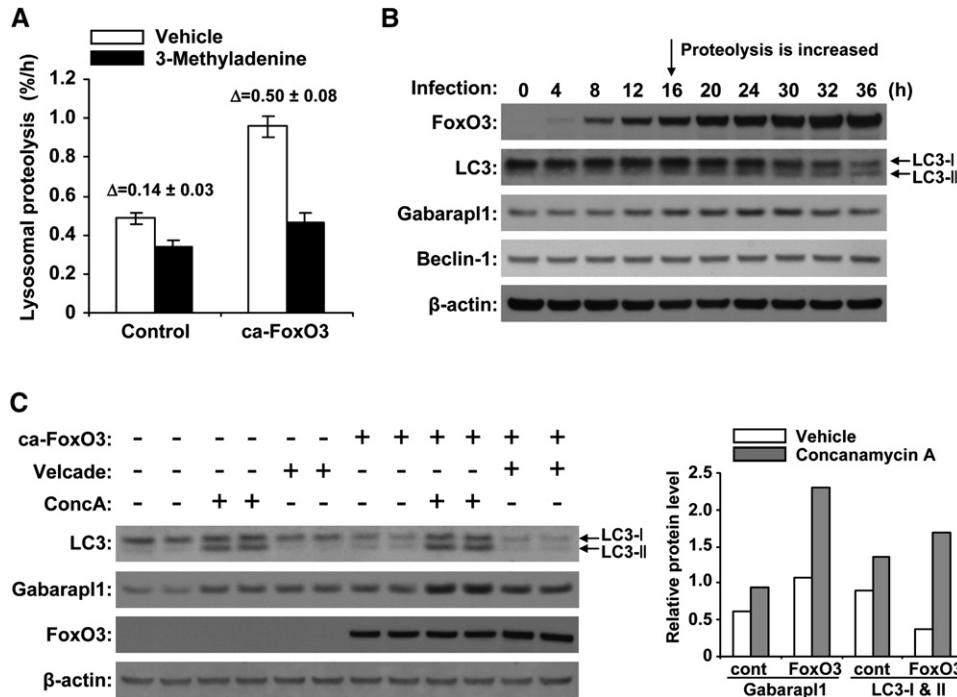 A
Vehicle
3-Methyladenine
Lysosomal proteolysis (%/h)
1.2
1.0
0.8
0.6
0.4
0.2
0
Δ=0.14 ± 0.03
Δ=0.50 ± 0.08
Control ca-FoxO3
B
Proteolysis is increased
Infection: 0 4 8 12 16 20 24 30 32 36 (h)
FoxO3:
LC3: LC3-I
LC3-II
Gabarapl1:
Beclin-1:
β-actin:
C
ca-FoxO3: - - - - - - + + + + + +
Velcade: - - - - + + - - - - + +
ConcA: - - + + - - - - + + - -
LC3: LC3-I
LC3-II
Gabarapl1:
FoxO3:
β-actin:
Vehicle
Concanamycin A
Relative protein level
2.5
2.0
1.5
1.0
0.5
0
cont FoxO3 cont FoxO3
Gabarapl1 LC3-I & II